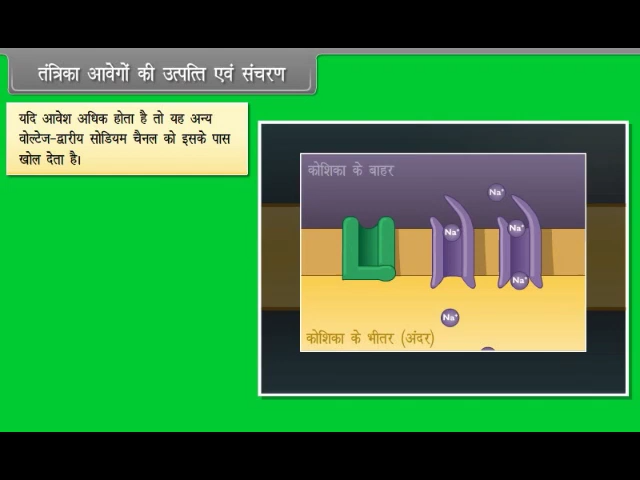 तंत्रिका आवेगों की उत्पत्ति एवं संचरण
यदि आवेश अधिक होता है तो यह अन्य
वोल्टेज-द्वारीय सोडियम चैनल को इसके पास
खोल देता है।
कोशिका के बाहर
Na⁺
Na⁺
Na⁺
Na⁺
Na⁺
कोशिका के भीतर (अंदर)